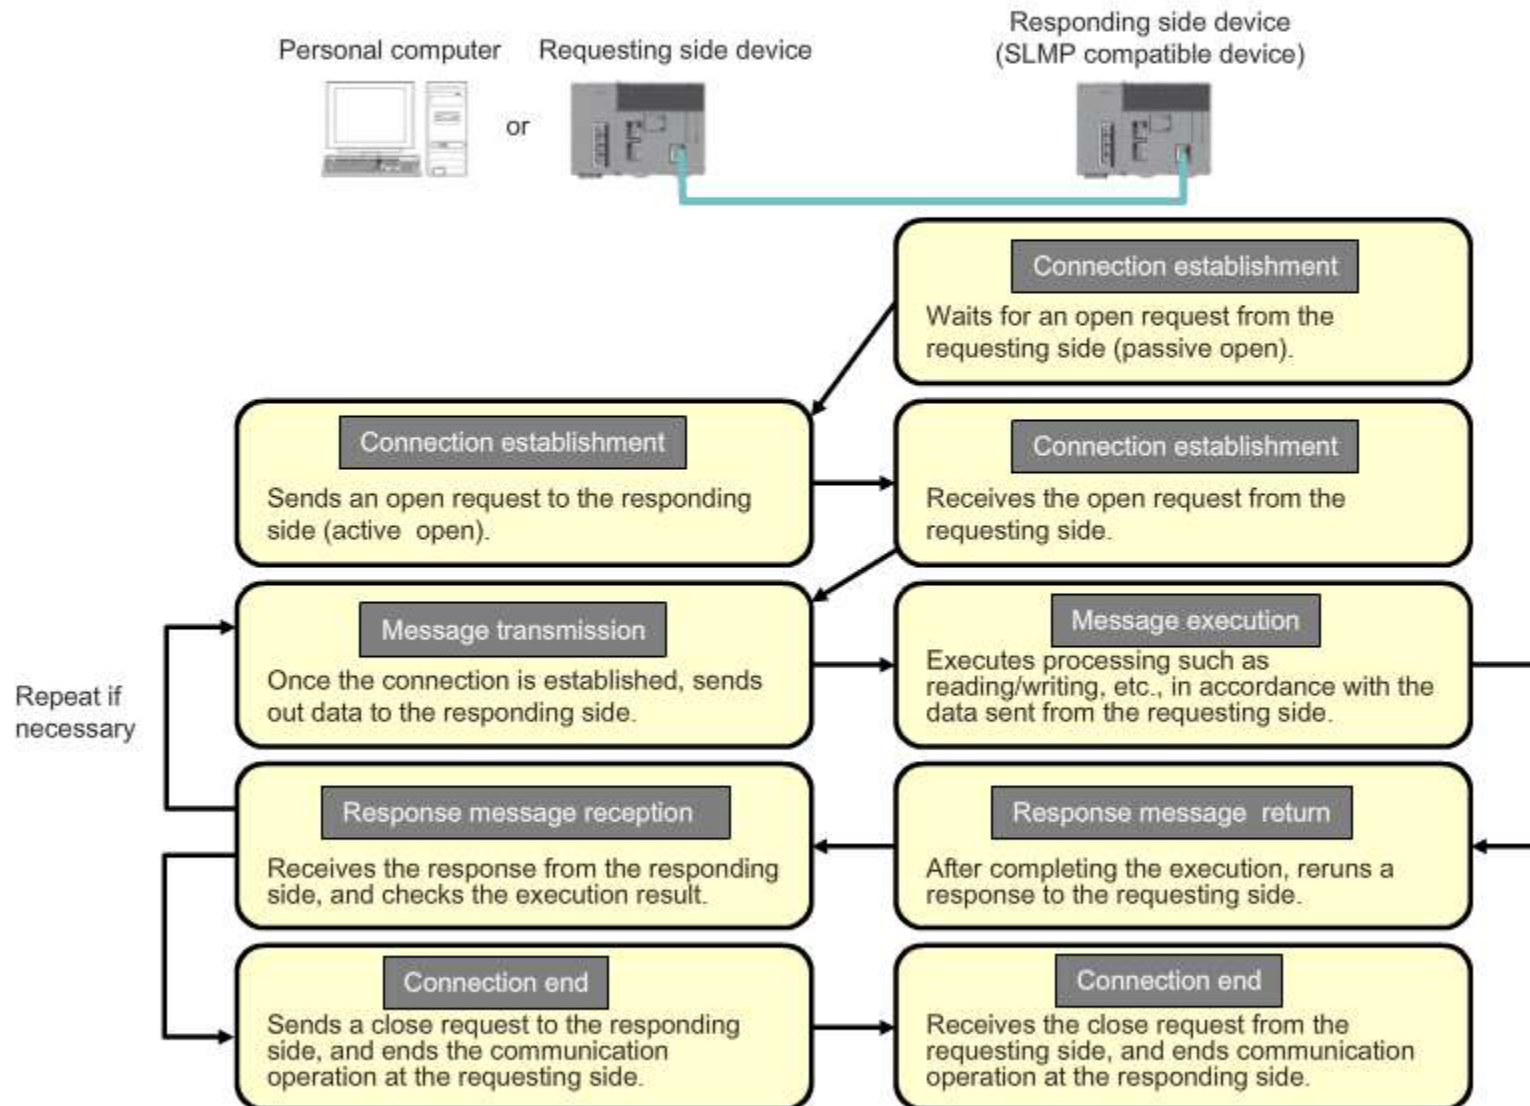 Personal computer
Requesting side device
Responding side device
(SLMP compatible device)
or
Connection establishment
Waits for an open request from the
requesting side (passive open).
Connection establishment
Sends an open request to the responding
side (active open).
Connection establishment
Receives the open request from the
requesting side.
Message transmission
Once the connection is established, sends
out data to the responding side.
Message execution
Executes processing such as
reading/writing, etc., in accordance with the
data sent from the requesting side.
Repeat if
necessary
Response message reception
Receives the response from the responding
side, and checks the execution result.
Response message return
After completing the execution, reruns a
response to the requesting side.
Connection end
Sends a close request to the responding
side, and ends the communication
operation at the requesting side.
Connection end
Receives the close request from the
requesting side, and ends communication
operation at the responding side.